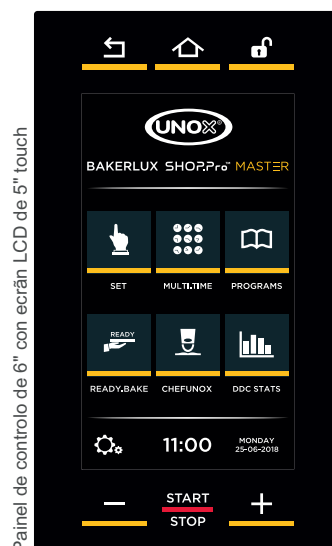 Painel de controlo de 6" con ecrãn LCD de 5" touch
UNOX
BAKERLUX SHOP.Pro™ MASTER
SET MULTI.TIME PROGRAMS
READY
READY.BAKE CHEFUNOX DDC STATS
11:00
MONDAY
25-06-2018
START
STOP